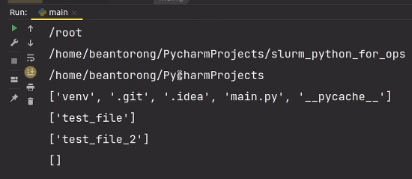 Run:
main
/root
/home/beantorong/PycharmProjects/slurm_python_for_ops
/home/beantorong/PycharmProjects
['venv', '.git', '.idea', 'main.py', '__pycache__']
['test_file']
['test_file_2']
[]